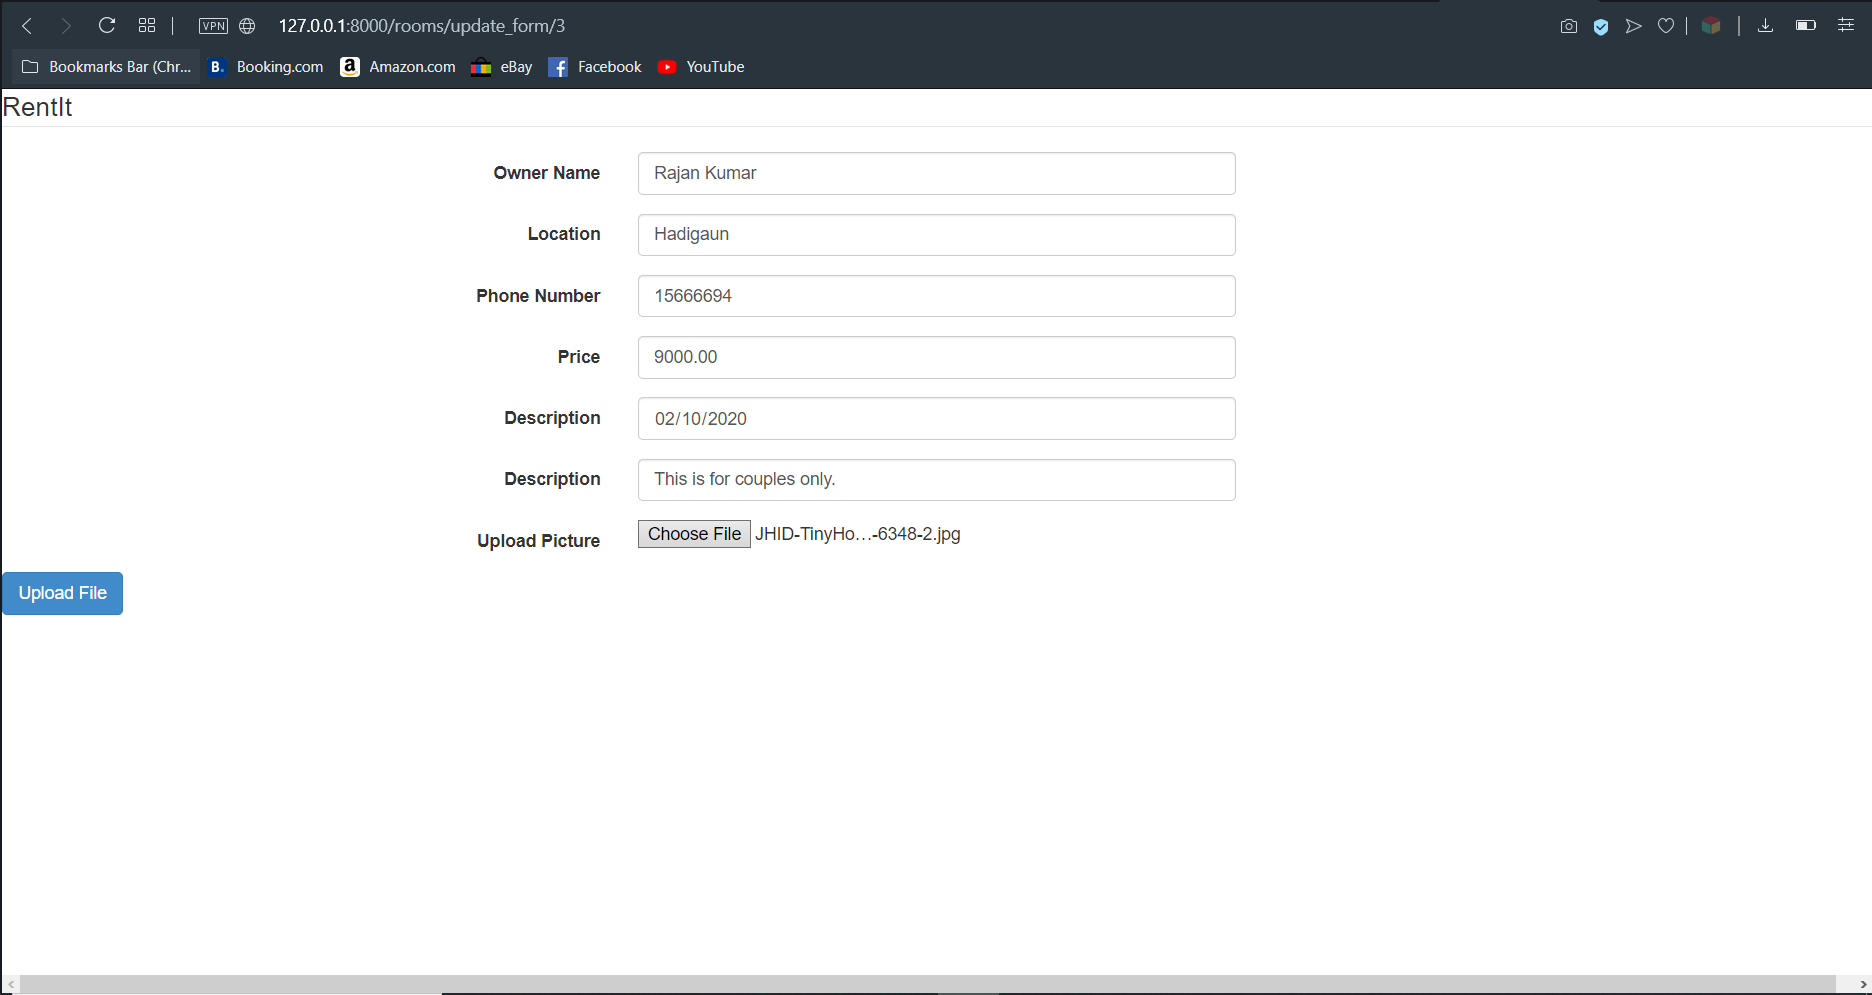 VPN 127.0.0.1:8000/rooms/update_form/3
Bookmarks Bar (Chr... B. Booking.com a Amazon.com eBay f Facebook YouTube
RentIt
Owner Name Rajan Kumar
Location Hadigaun
Phone Number 15666694
Price 9000.00
Description 02/10/2020
Description This is for couples only.
Upload Picture Choose File JHID-TinyHo...-6348-2.jpg
Upload File